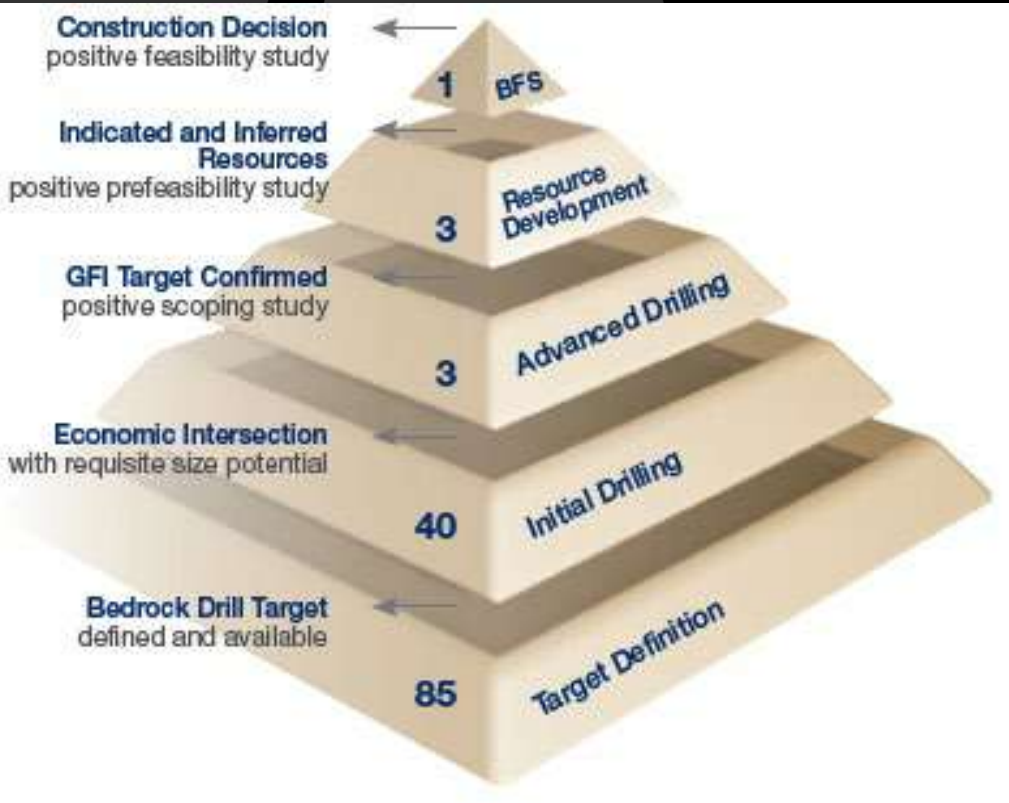 Construction Decision
positive feasibility study
1
BFS
Indicated and Inferred
Resources
positive prefeasibility study
3
Resource
Development
GFI Target Confirmed
positive scoping study
3
Advanced Drilling
Economic Intersection
with requisite size potential
40
Initial Drilling
Bedrock Drill Target
defined and available
85
Target Definition